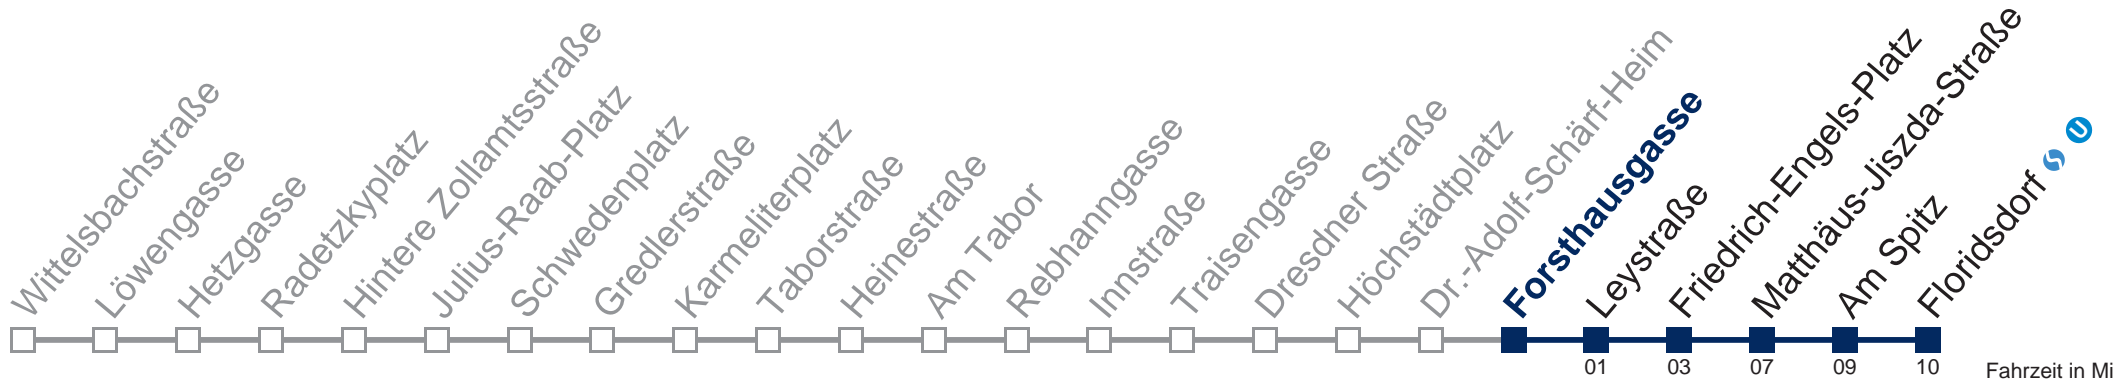 Wittelsbachstraße
Löwengasse
Hetzgasse
Radetzkyplatz
Hintere Zollamtsstraße
Julius-Raab-Platz
Schwedenplatz
Gredlerstraße
Karmeliterplatz
Taborstraße
Heinestraße
Am Tabor
Rebhanngasse
Innstraße
Traisengasse
Dresdner Straße
Höchstädtplatz
Dr.-Adolf-Schärf-Heim
Forsthausgasse
Leystraße
Friedrich-Engels-Platz
Matthäus-Jiszda-Straße
Am Spitz
Floridsdorf S U
01 03 07 09 10
Fahrzeit in Mi